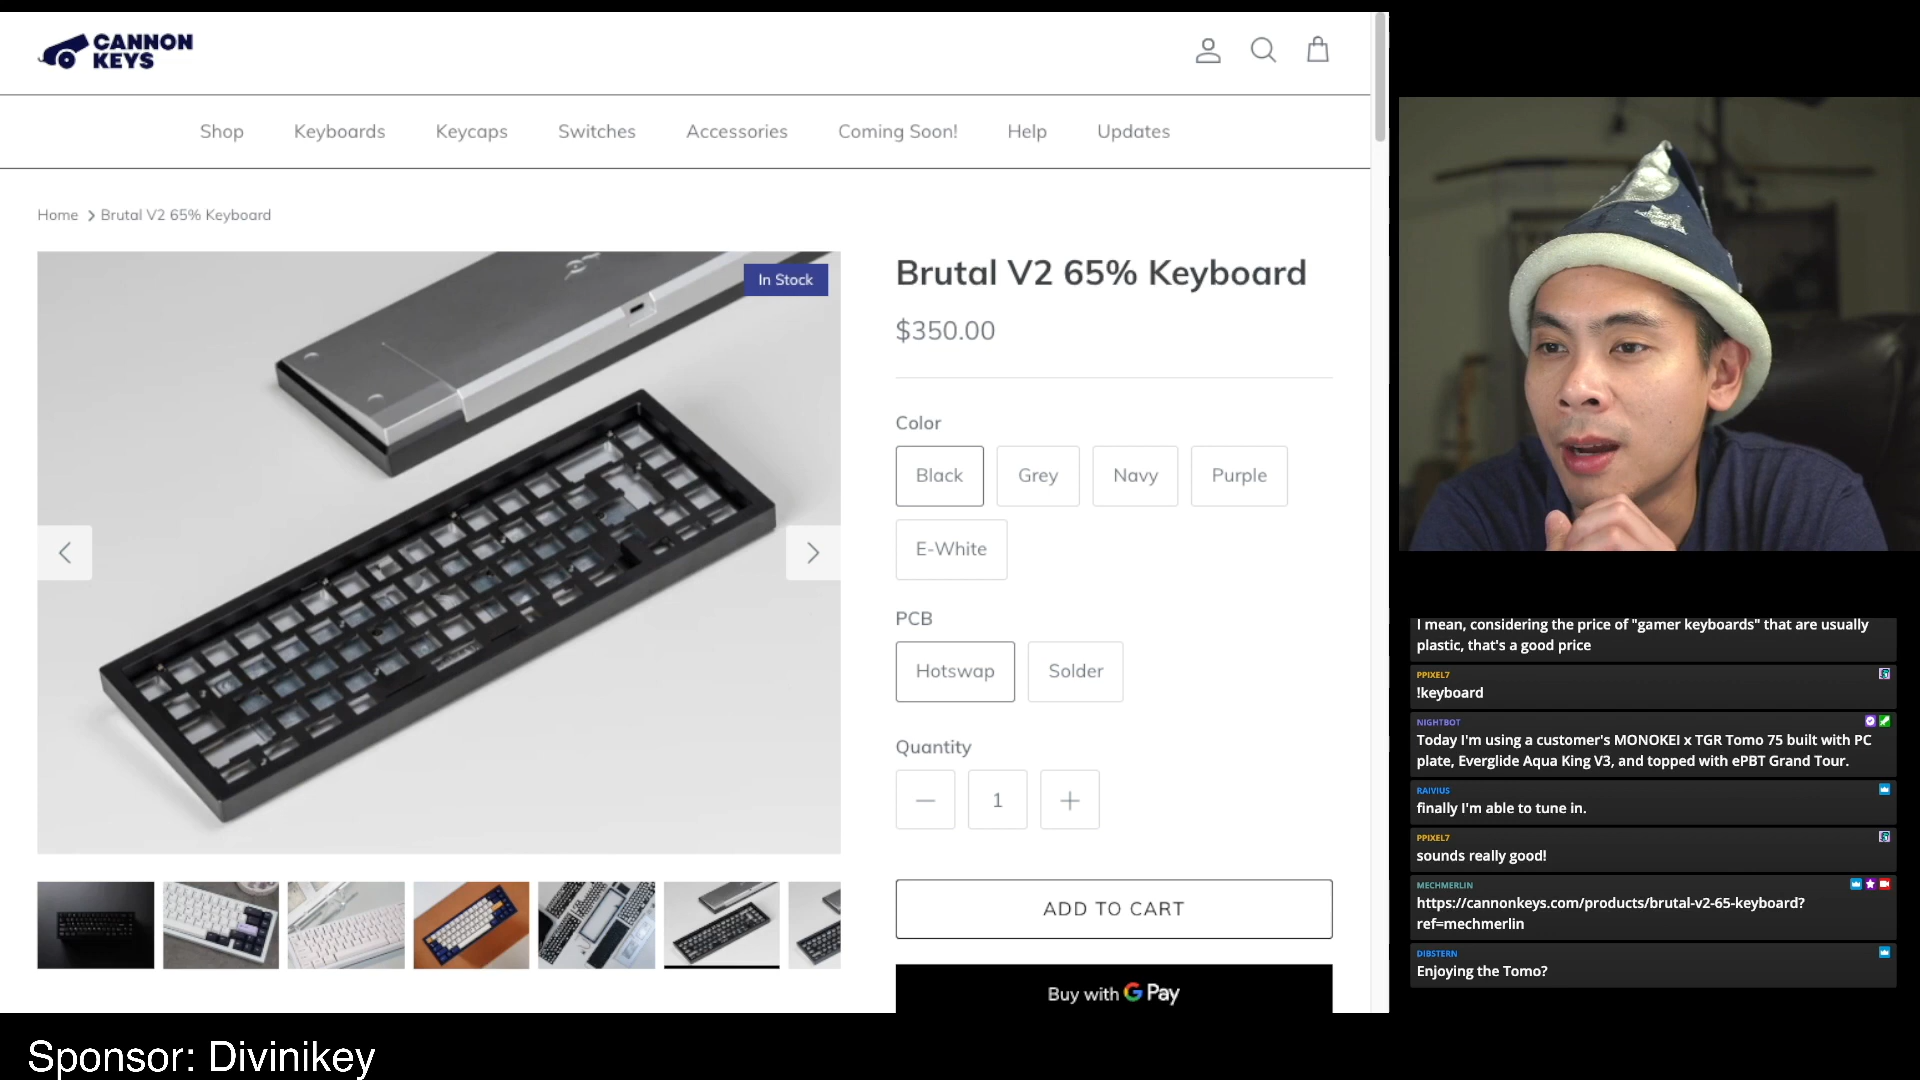 CANNON
KEYS
Shop Keyboards Keycaps Switches Accessories Coming Soon! Help Updates
Home > Brutal V2 65% Keyboard
In Stock
Brutal V2 65% Keyboard
$350.00
Color
Black Grey Navy Purple
E-White
PCB
Hotswap Solder
Quantity
1
ADD TO CART
Buy with G Pay
I mean, considering the price of "gamer keyboards" that are usually
plastic, that's a good price
PPIXEL7
!keyboard
NIGHTBOT
Today I'm using a customer's MONOKEI x TGR Tomo 75 built with PC
plate, Everglide Aqua King V3, and topped with ePBT Grand Tour.
RAIVIUS
finally I'm able to tune in.
PPIXEL7
sounds really good!
MECHMERLIN
https://cannonkeys.com/products/brutal-v2-65-keyboard?
ref=mechmerlin
DIBSTERN
Enjoying the Tomo?
Sponsor: Divinikey